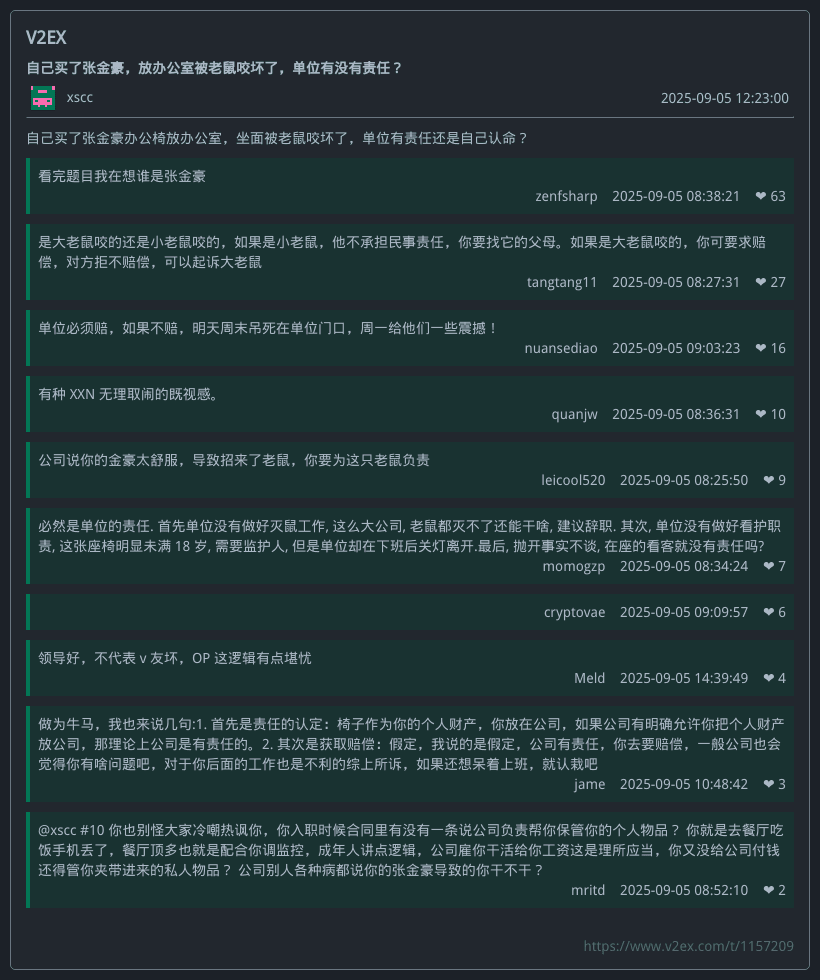 V2EX
自己买了张金豪，放办公室被老鼠咬坏了，单位有没有责任？
xscc
2025-09-05 12:23:00
自己买了张金豪办公椅放办公室，坐面被老鼠咬坏了，单位有责任还是自己认命？
看完题目我在想谁是张金豪
zenfsharp 2025-09-05 08:38:21 ❤ 63
是大老鼠咬的还是小老鼠咬的，如果是小老鼠，他不承担民事责任，你要找它的父母。如果是大老鼠咬的，你可要求赔
偿，对方拒不赔偿，可以起诉大老鼠
tangtang11 2025-09-05 08:27:31 ❤ 27
单位必须赔，如果不赔，明天周末吊死在单位门口，周一给他们一些震撼！
nuansediao 2025-09-05 09:03:23 ❤ 16
有种 XXN 无理取闹的既视感。
quanjw 2025-09-05 08:36:31 ❤ 10
公司说你的金豪太舒服，导致招来了老鼠，你要为这只老鼠负责
leicool520 2025-09-05 08:25:50 ❤ 9
必然是单位的责任. 首先单位没有做好灭鼠工作, 这么大公司, 老鼠都灭不了还能干啥, 建议辞职. 其次, 单位没有做好看护职
责, 这张座椅明显未满 18 岁, 需要监护人, 但是单位却在下班后关灯离开.最后, 抛开事实不谈, 在座的看客就没有责任吗?
momogzp 2025-09-05 08:34:24 ❤ 7
cryptovae 2025-09-05 09:09:57 ❤ 6
领导好，不代表 v 友坏，OP 这逻辑有点堪忧
Meld 2025-09-05 14:39:49 ❤ 4
做为牛马，我也来说几句:1. 首先是责任的认定：椅子作为你的个人财产，你放在公司，如果公司有明确允许你把个人财产
放公司，那理论上公司是有责任的。2. 其次是获取赔偿：假定，我说的是假定，公司有责任，你去要赔偿，一般公司也会
觉得你有啥问题吧，对于你后面的工作也是不利的综上所诉，如果还想呆着上班，就认栽吧
jame 2025-09-05 10:48:42 ❤ 3
@xscc #10 你也别怪大家冷嘲热讽你，你入职时候合同里有没有一条说公司负责帮你保管你的个人物品？ 你就是去餐厅吃
饭手机丢了，餐厅顶多也就是配合你调监控，成年人讲点逻辑，公司雇你干活给你工资这是理所应当，你又没给公司付钱
还得管你夹带进来的私人物品？ 公司别人各种病都说你的张金豪导致的你干不干？
mritd 2025-09-05 08:52:10 ❤ 2
https://www.v2ex.com/t/1157209